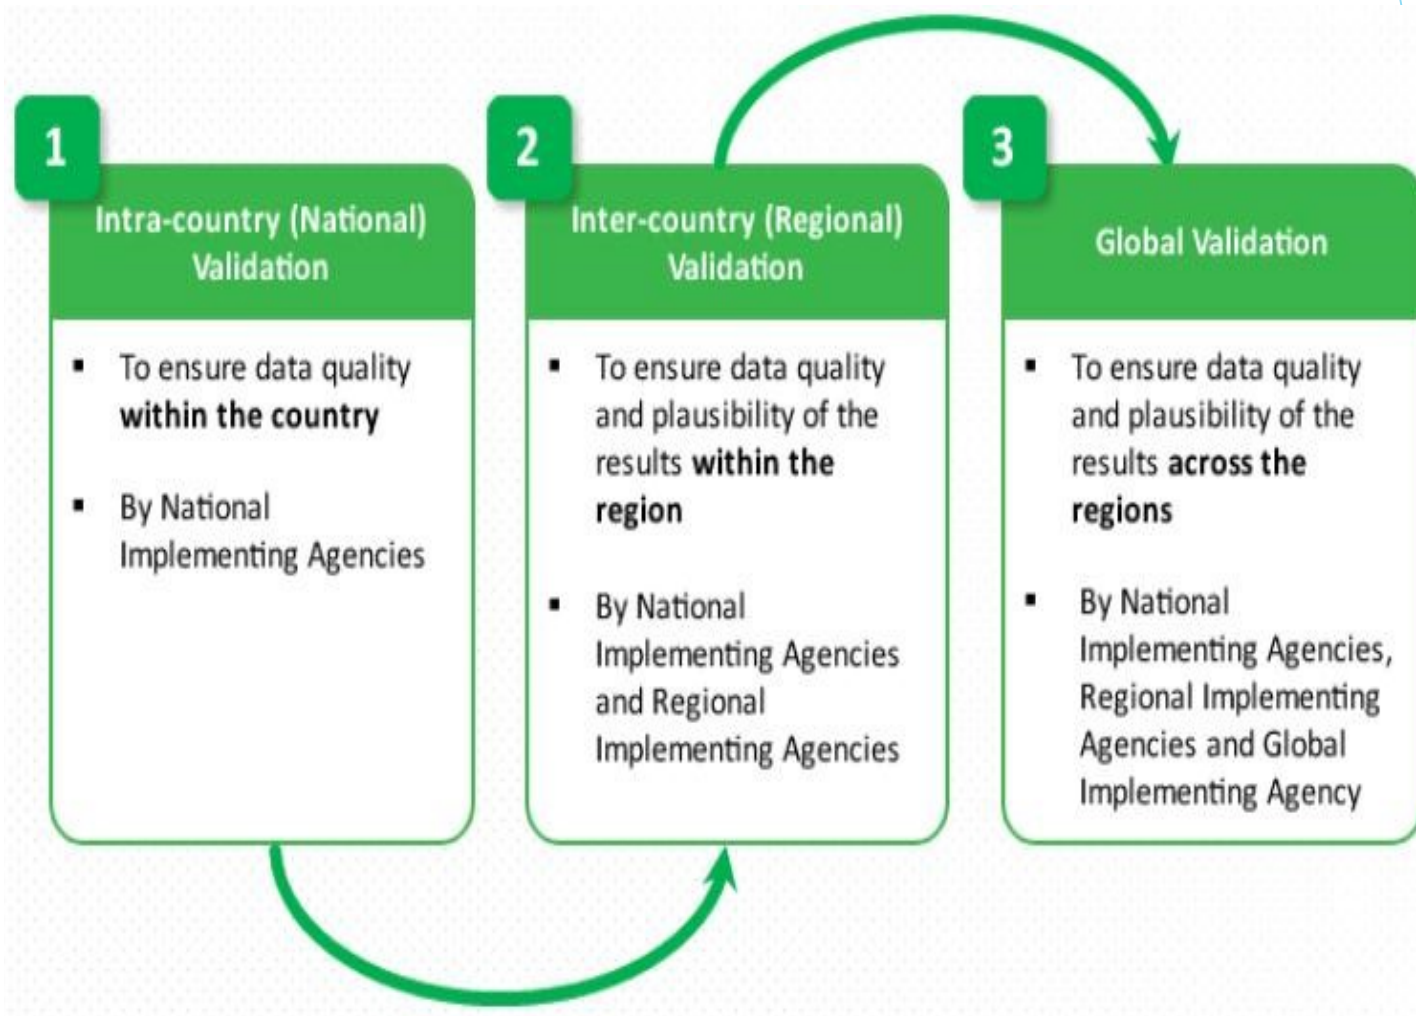 1
Intra-country (National)
Validation
▪ To ensure data quality
within the country
▪ By National
Implementing Agencies
2
Inter-country (Regional)
Validation
▪ To ensure data quality
and plausibility of the
results within the
region
▪ By National
Implementing Agencies
and Regional
Implementing Agencies
3
Global Validation
▪ To ensure data quality
and plausibility of the
results across the
regions
▪ By National
Implementing Agencies,
Regional Implementing
Agencies and Global
Implementing Agency